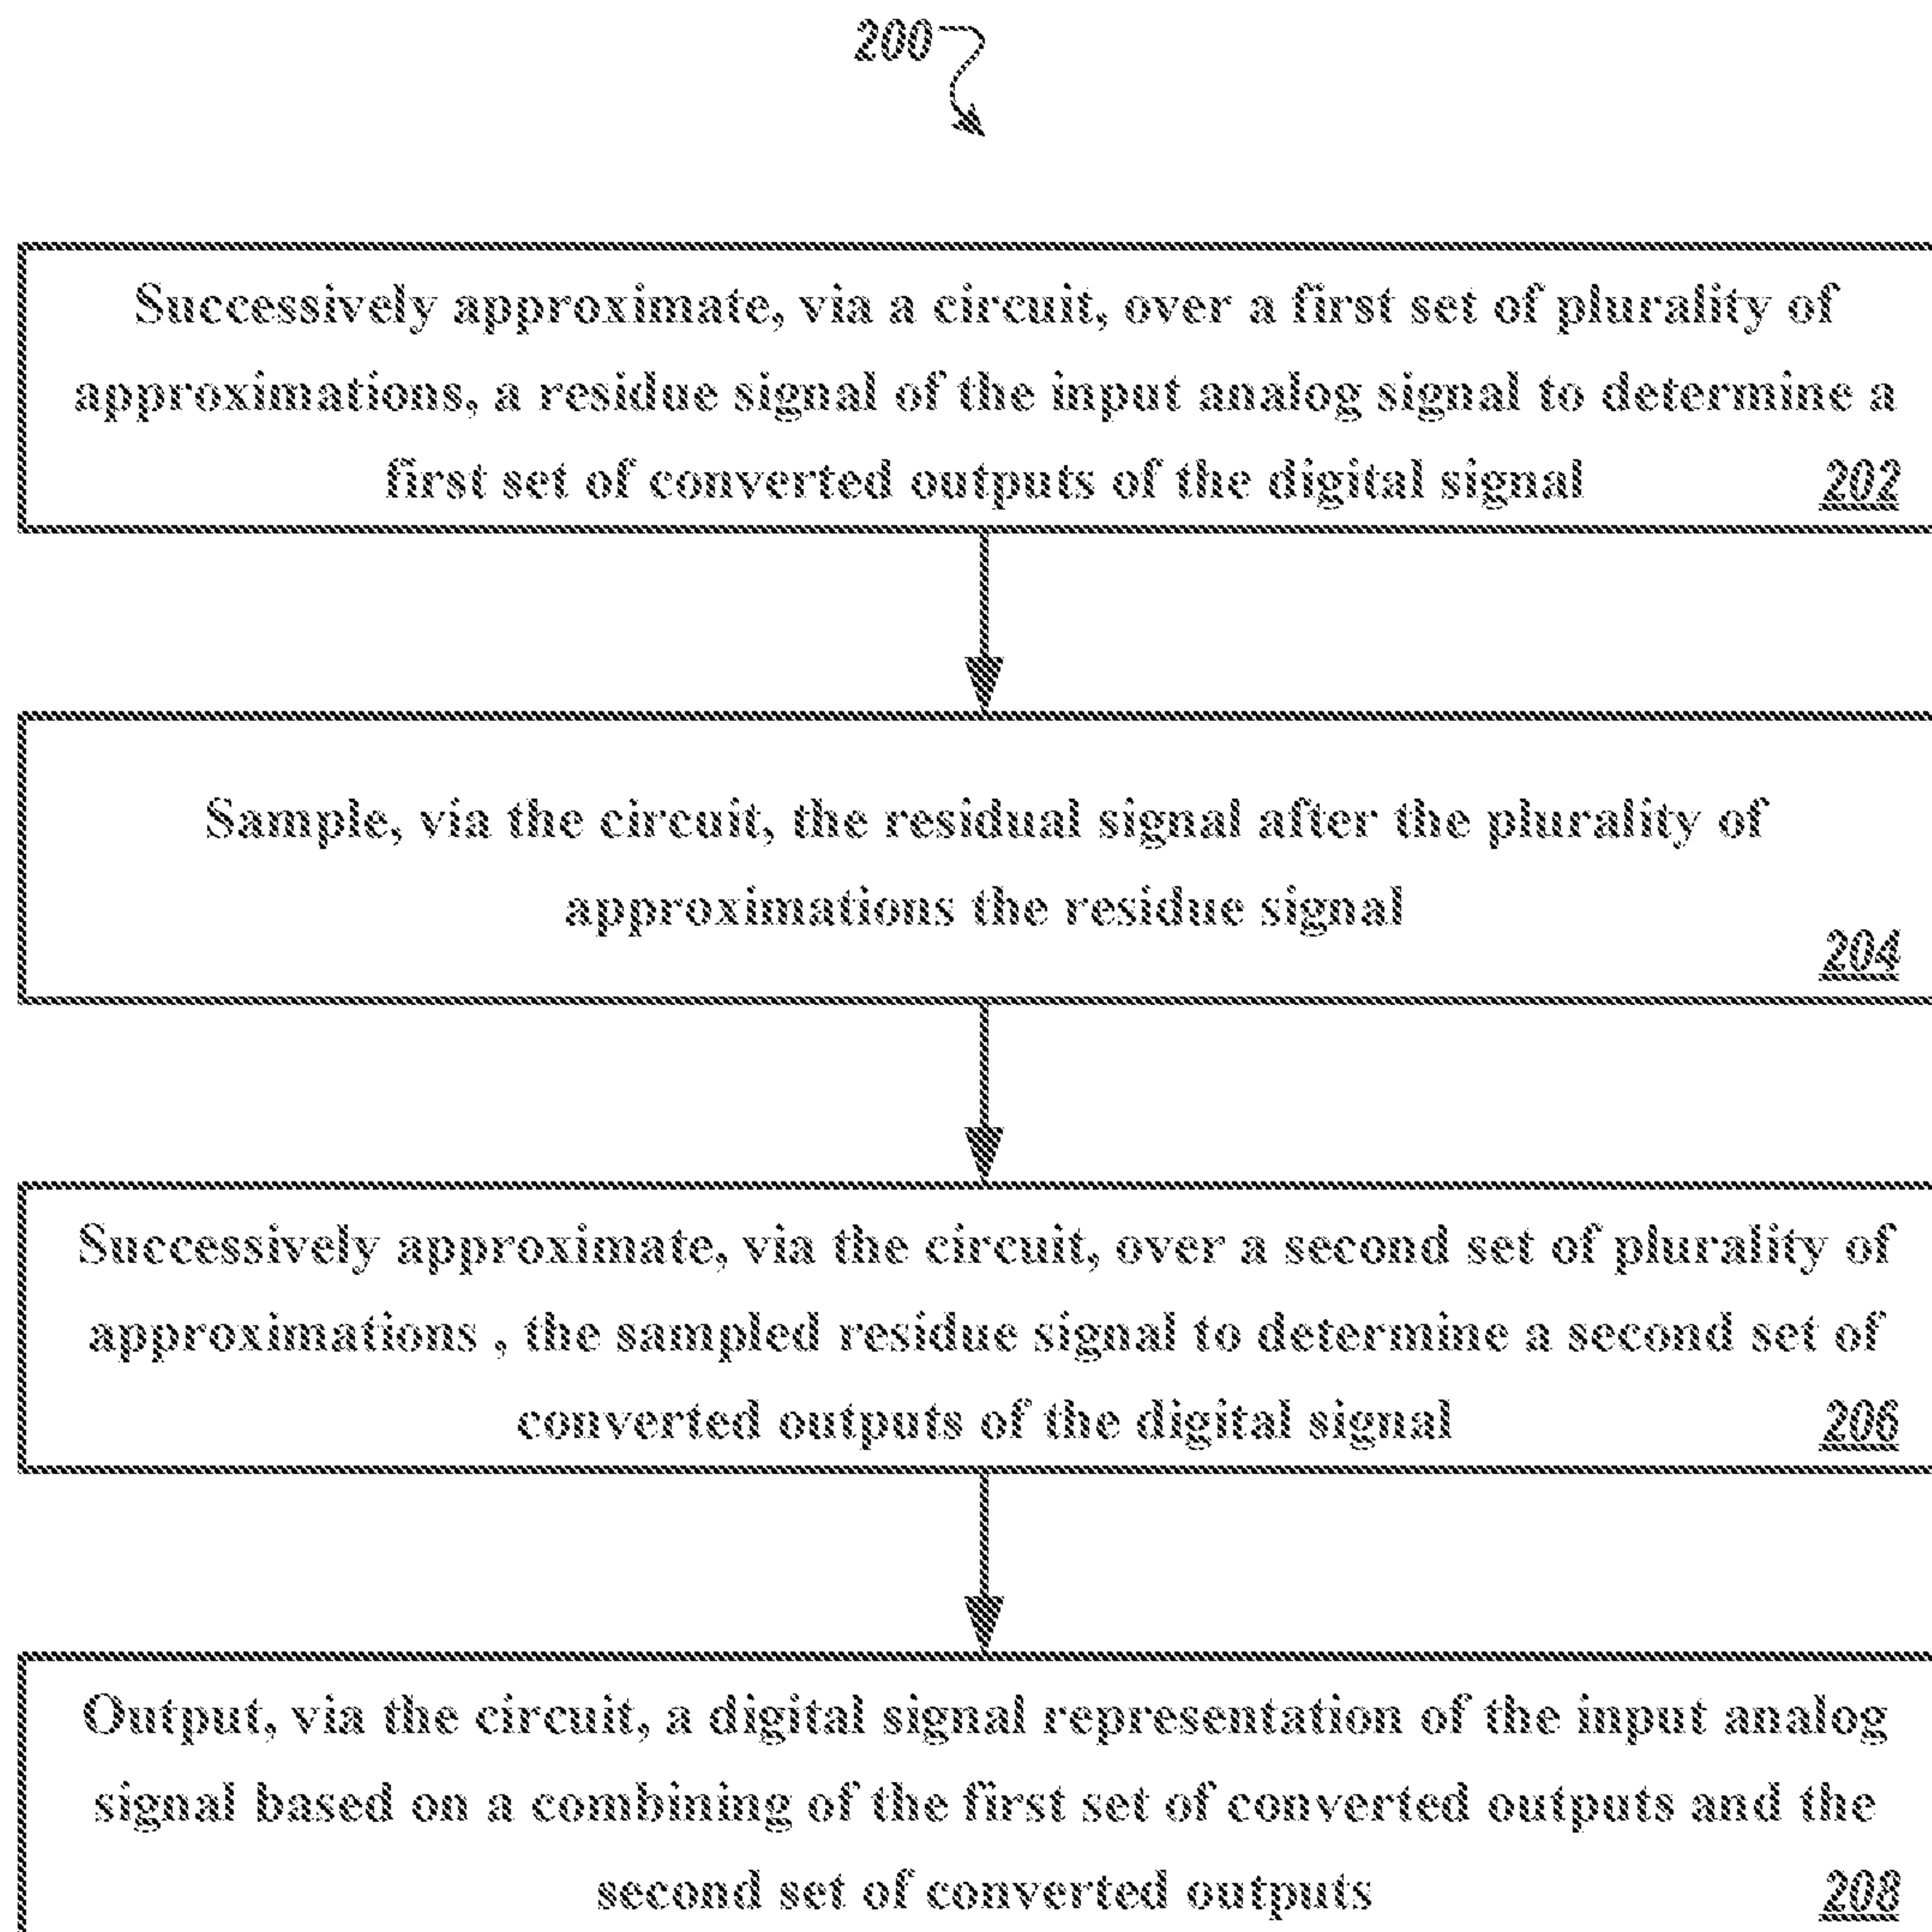 200
Successively approximate, via a circuit, over a first set of plurality of
approximations, a residue signal of the input analog signal to determine a
first set of converted outputs of the digital signal 202
Sample, via the circuit, the residual signal after the plurality of
approximations the residue signal
204
Successively approximate, via the circuit, over a second set of plurality of
approximations , the sampled residue signal to determine a second set of
converted outputs of the digital signal 206
Output, via the circuit, a digital signal representation of the input analog
signal based on a combining of the first set of converted outputs and the
second set of converted outputs 208